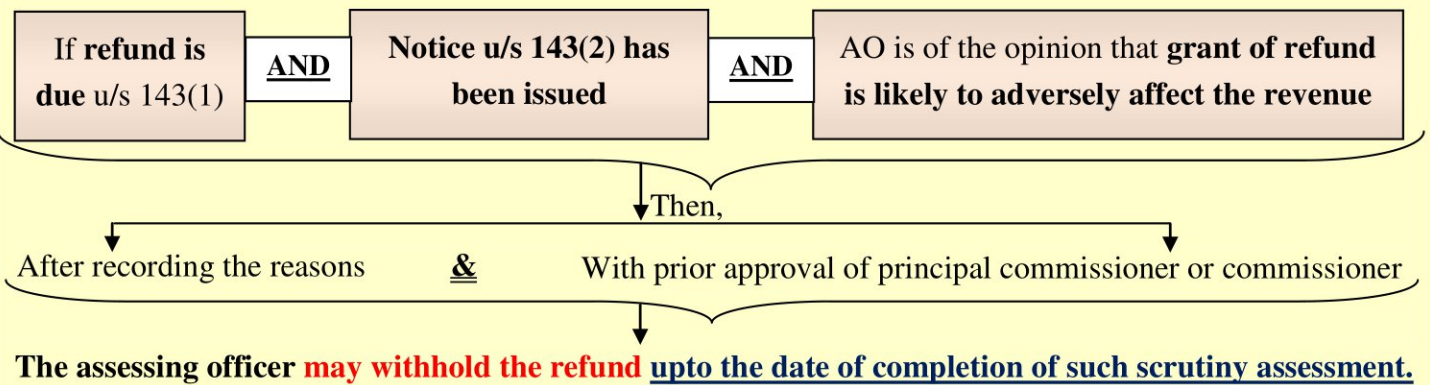 If refund is
due u/s 143(1)
AND
Notice u/s 143(2) has
been issued
AND
AO is of the opinion that grant of refund
is likely to adversely affect the revenue
Then,
After recording the reasons & With prior approval of principal commissioner or commissioner
The assessing officer may withhold the refund upto the date of completion of such scrutiny assessment.